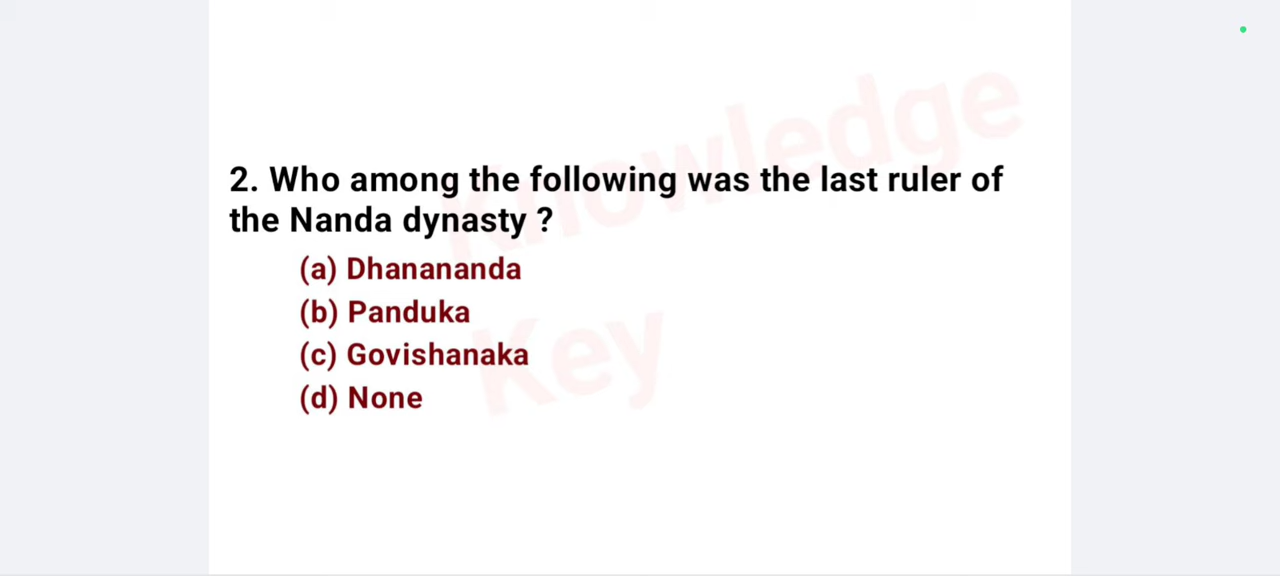 Knowledge
2. Who among the following was the last ruler of
the Nanda dynasty ?
(a) Dhanananda
(b) Panduka
(c) Govishanaka
(d) None
Key